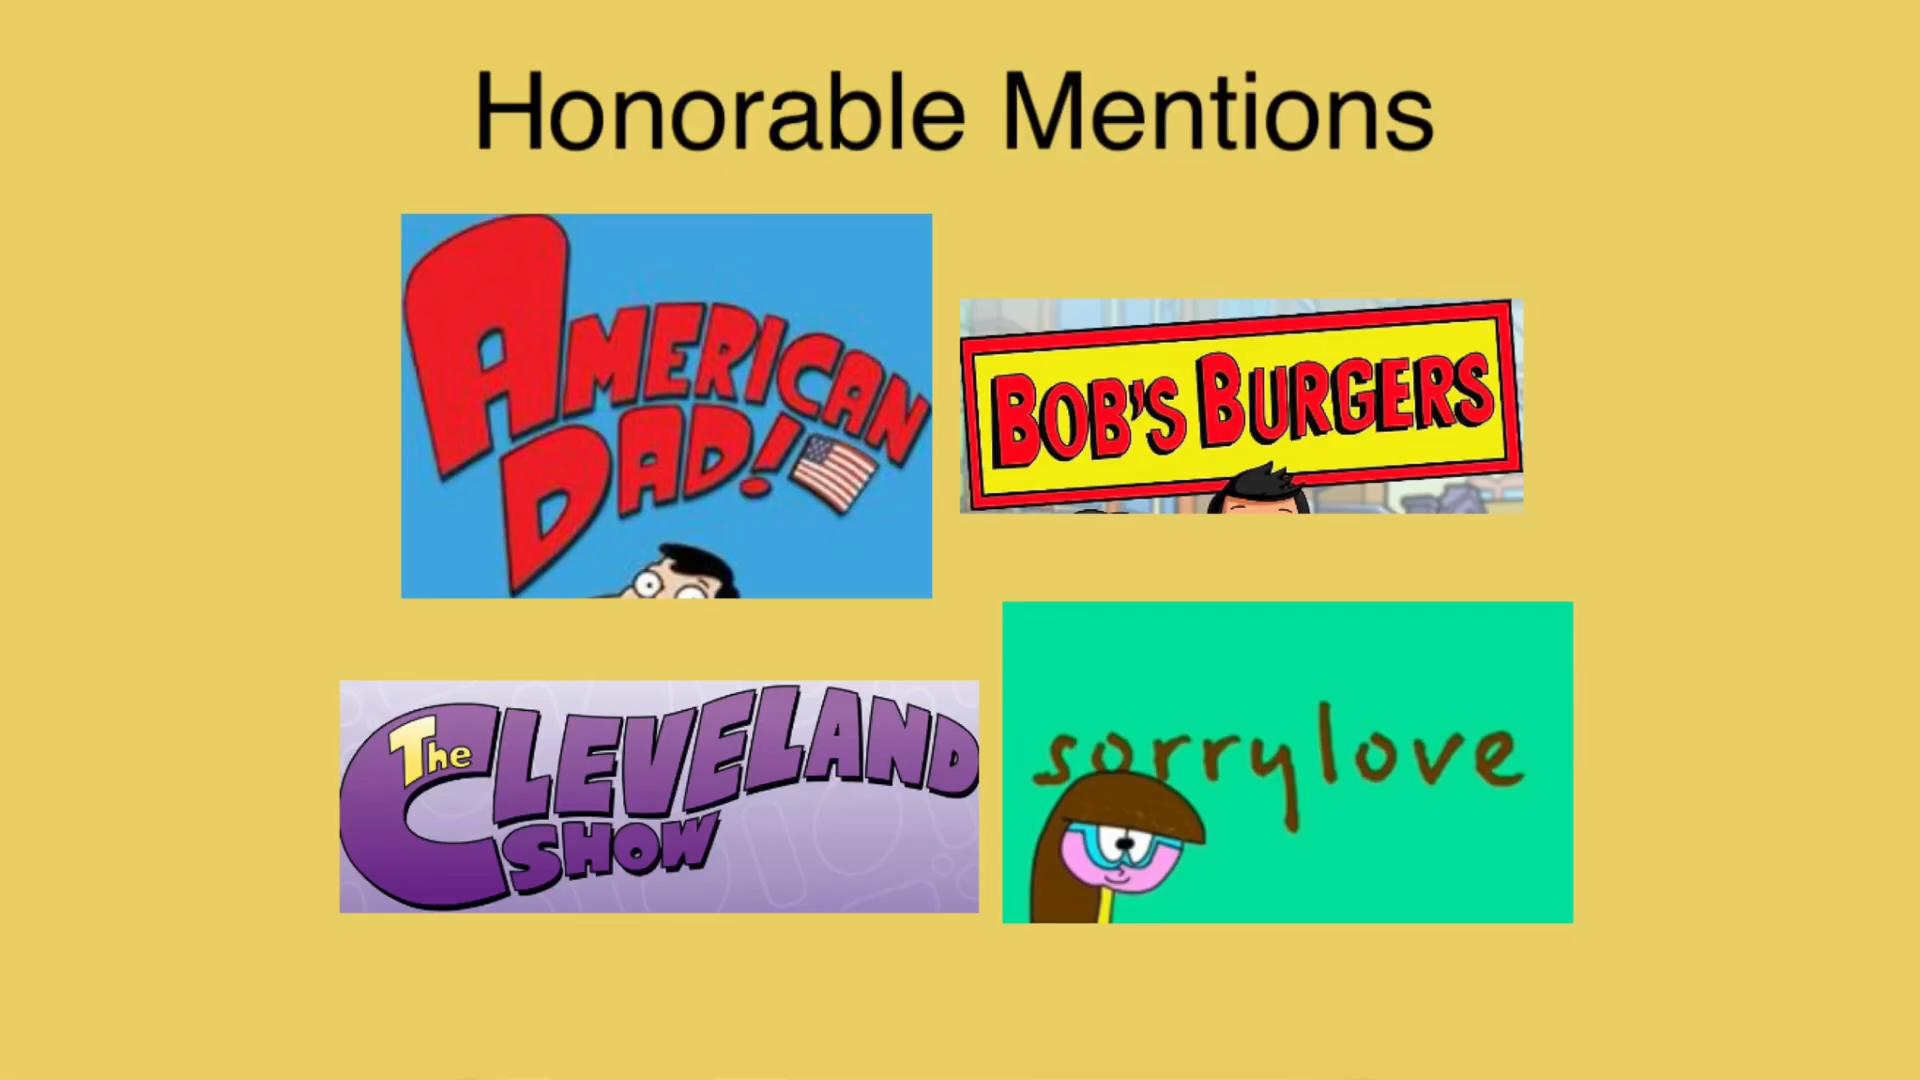 Honorable Mentions
AMERICAN
DAD!
BOB'S BURGERS
The CLEVELAND
SHOW
sorrylove